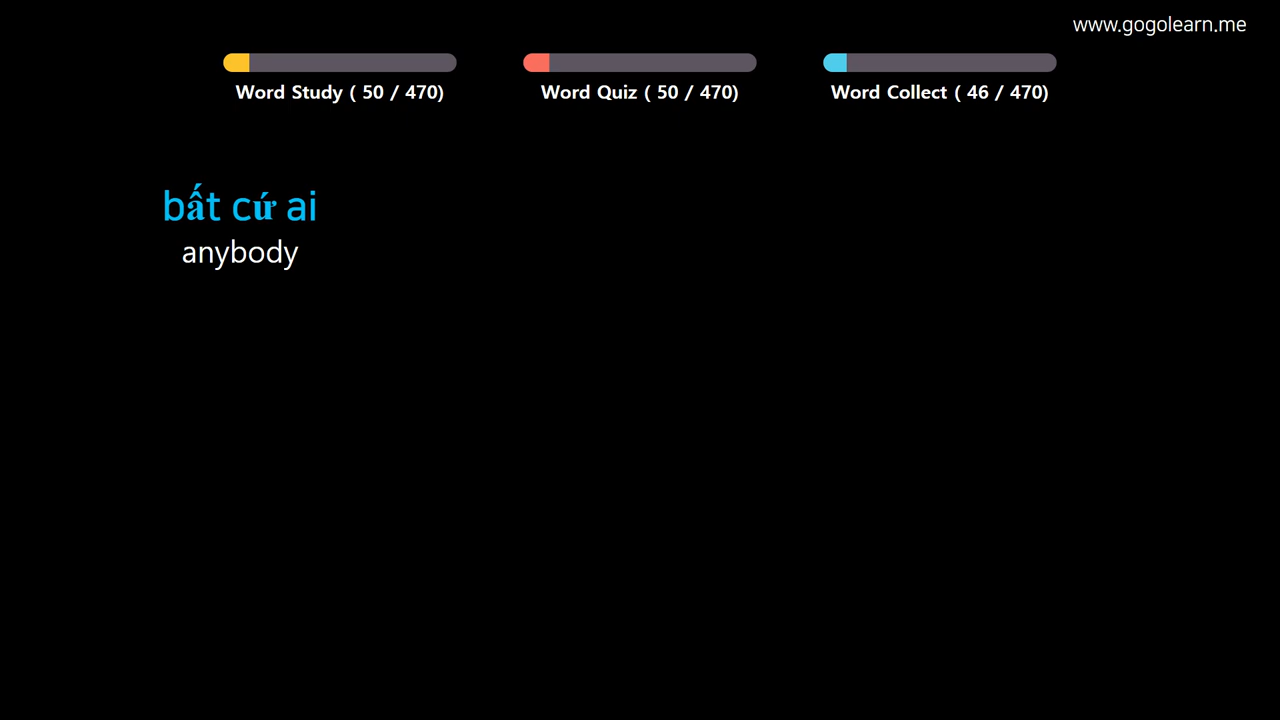 www.gogolearn.me
Word Study ( 50 / 470)
Word Quiz ( 50 / 470)
Word Collect ( 46 / 470)
bất cứ ai
anybody